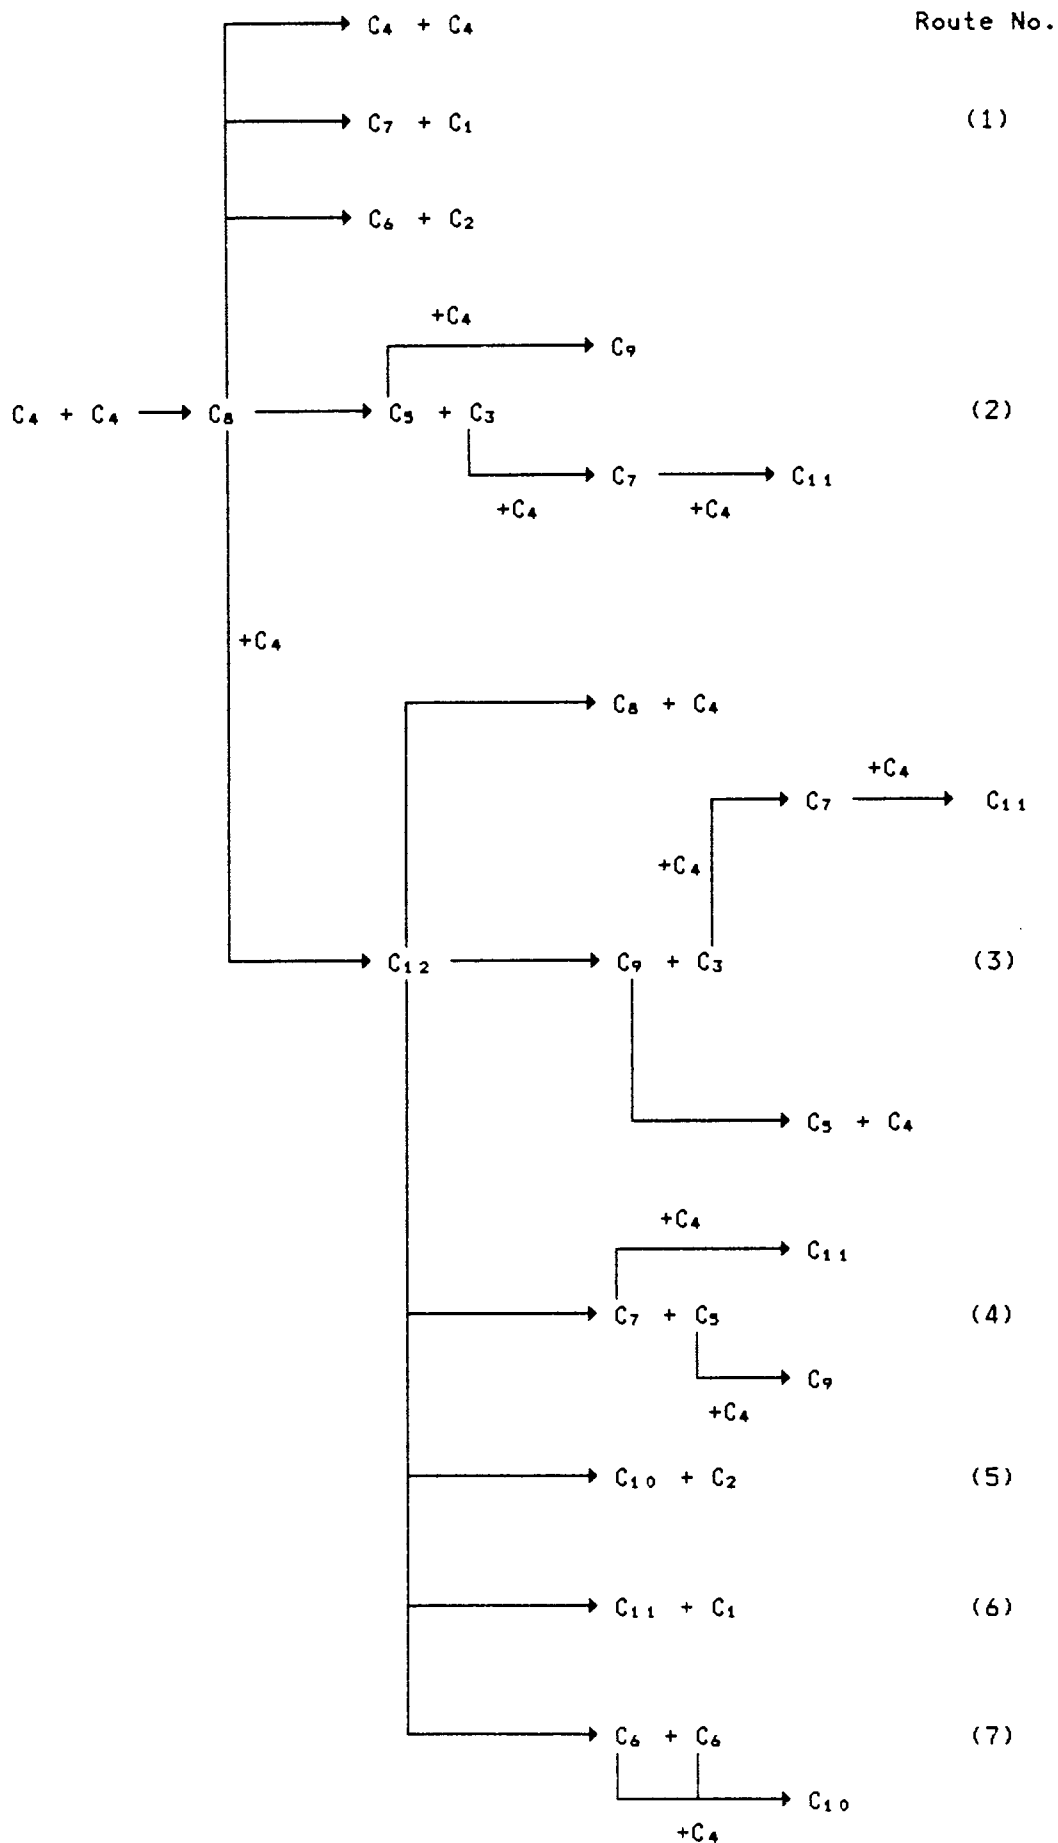 C₄ + C₄ Route No.
C₇ + C₁ (1)
C₆ + C₂
+C₄
C₉
C₄ + C₄ C₈ C₅ + C₃ (2)
C₇ C₁₁
+C₄ +C₄
+C₄
C₈ + C₄
+C₄
C₇ C₁₁
+C₄
C₁₂ C₉ + C₃ (3)
C₅ + C₄
+C₄
C₁₁
C₇ + C₅ (4)
C₉
+C₄
C₁₀ + C₂ (5)
C₁₁ + C₁ (6)
C₆ + C₆ (7)
C₁₀
+C₄